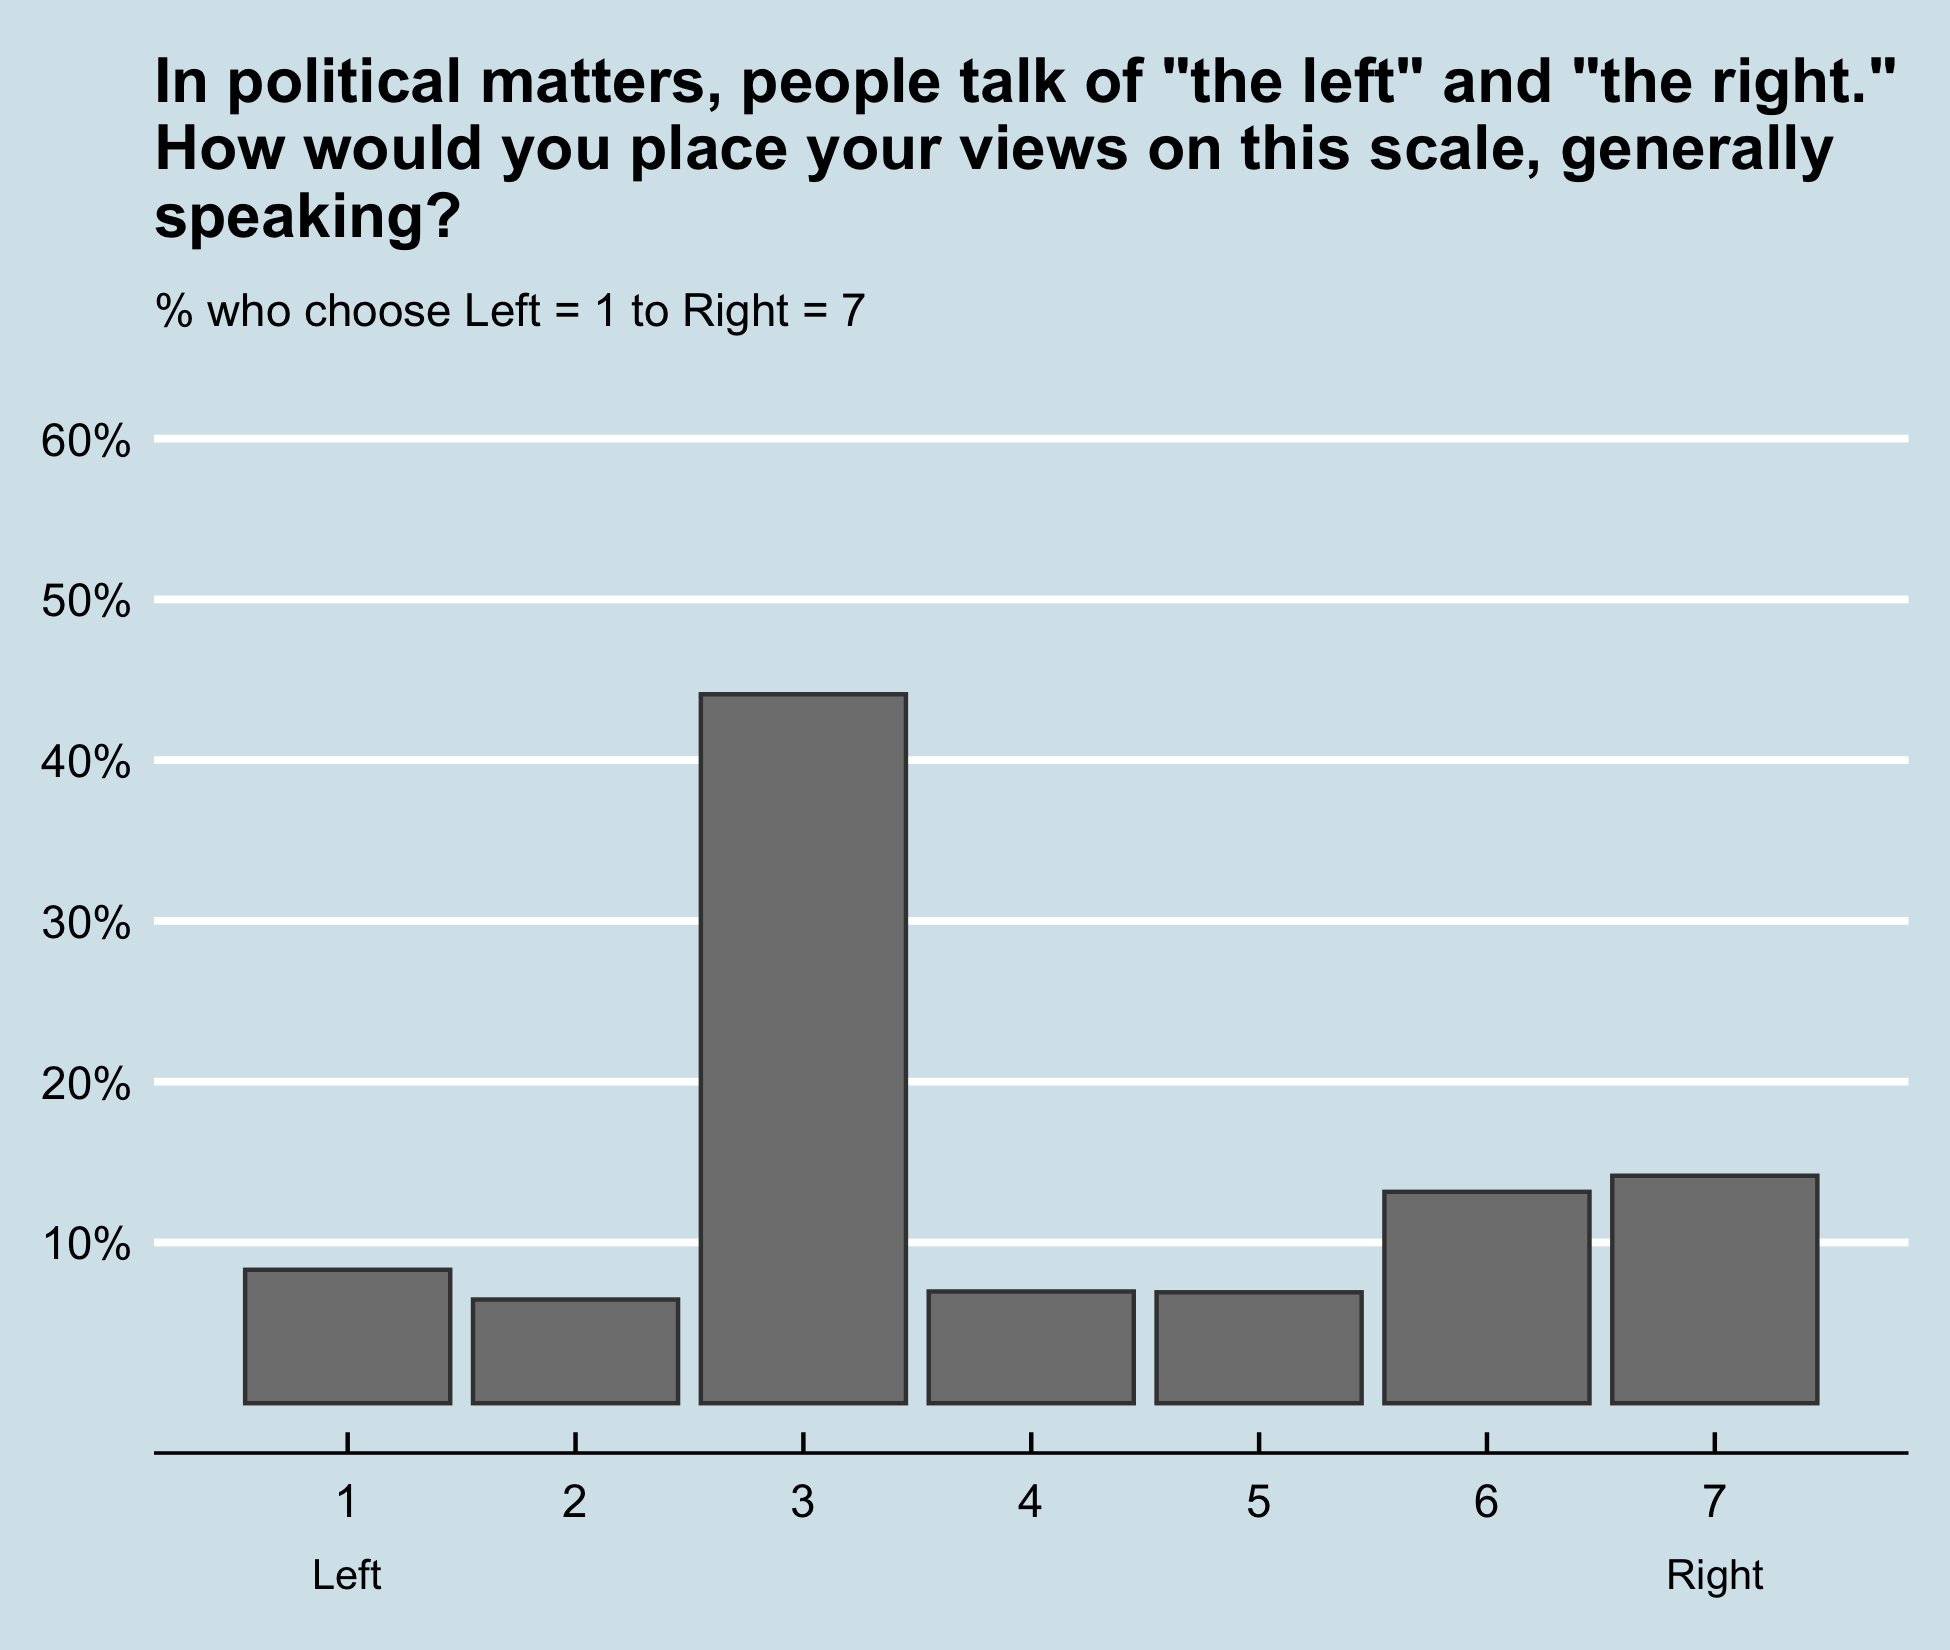 In political matters, people talk of "the left" and "the right."
How would you place your views on this scale, generally
speaking?
% who choose Left = 1 to Right = 7
60%
50%
40%
30%
20%
10%
1 2 3 4 5 6 7
Left Right